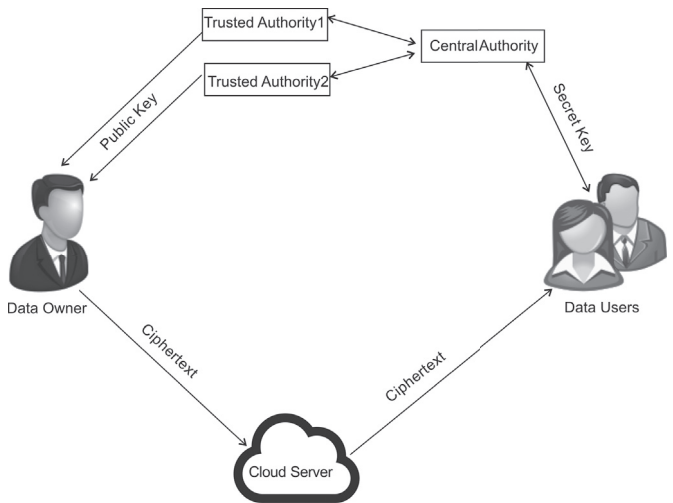 Trusted Authority1
CentralAuthority
Trusted Authority2
Public Key
Secret Key
Data Owner
Data Users
Ciphertext
Ciphertext
Cloud Server